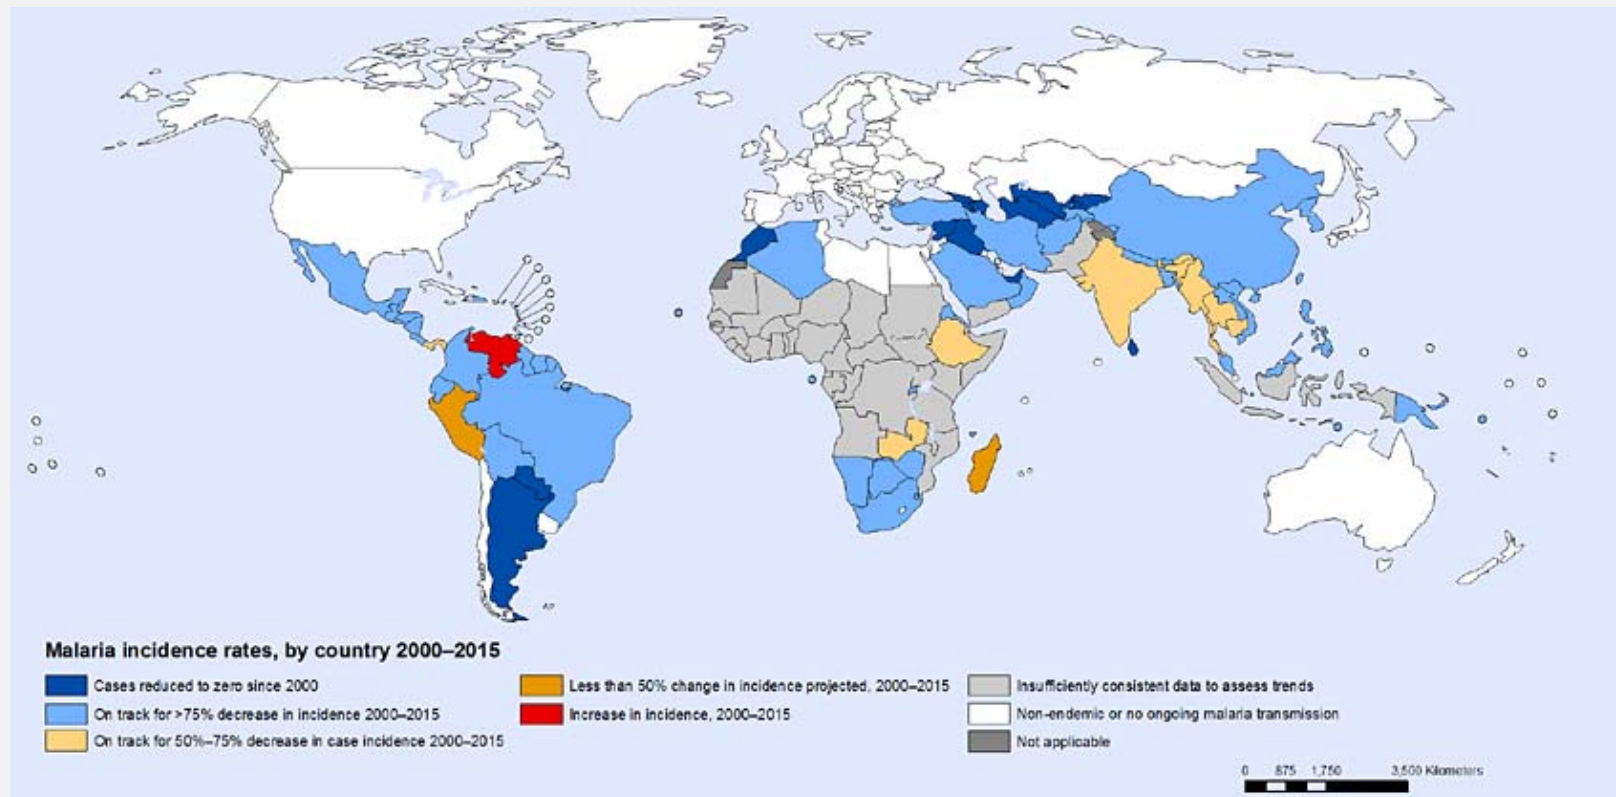 Malaria incidence rates, by country 2000–2015
Cases reduced to zero since 2000
On track for >75% decrease in incidence 2000–2015
On track for 50%–75% decrease in case incidence 2000–2015
Less than 50% change in incidence projected, 2000–2015
Increase in incidence, 2000–2015
Insufficiently consistent data to assess trends
Non-endemic or no ongoing malaria transmission
Not applicable
0 875 1,750 3,500 Kilometers